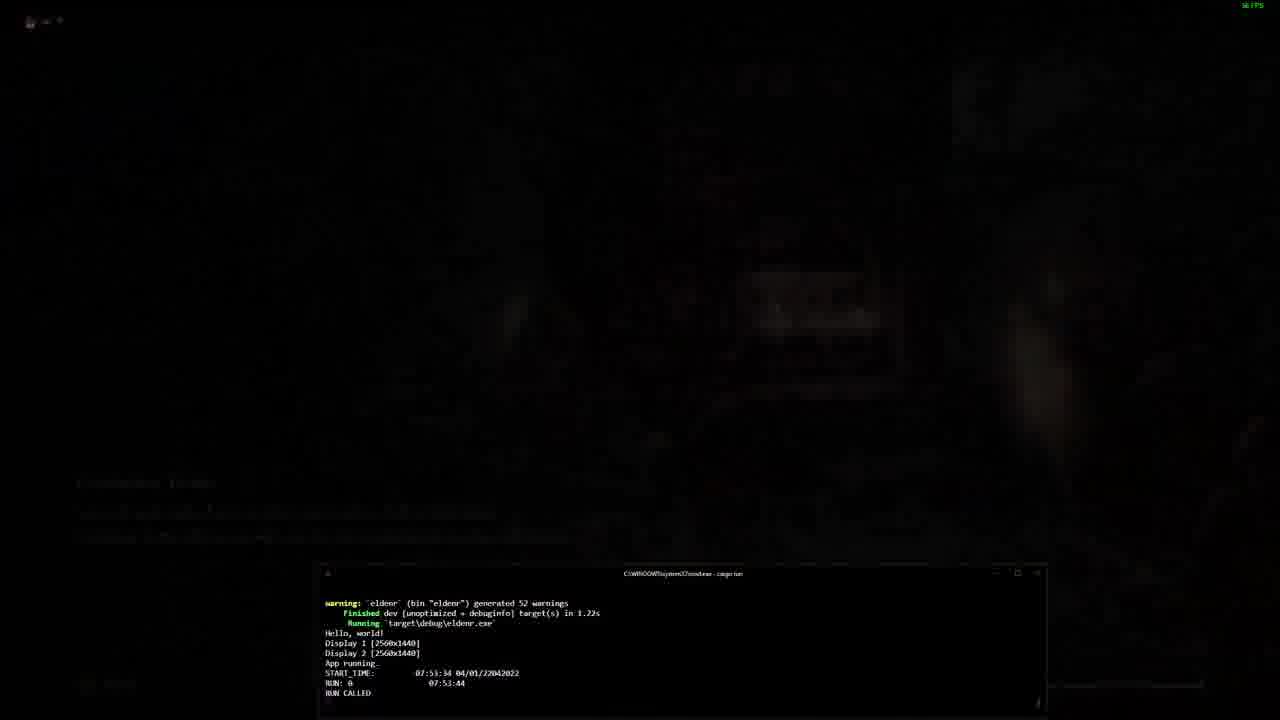 56 FPS
C:\WINDOWS\system32\cmd.exe - cargo run
warning: `eldenr` (bin "eldenr") generated 52 warnings
Finished dev [unoptimized + debuginfo] target(s) in 1.22s
Running `target\debug\eldenr.exe`
Hello, world!
Display 1 [2560x1440]
Display 2 [2560x1440]
App running_
START_TIME: 07:53:34 04/01/22042022
RUN: 0 07:53:44
RUN CALLED